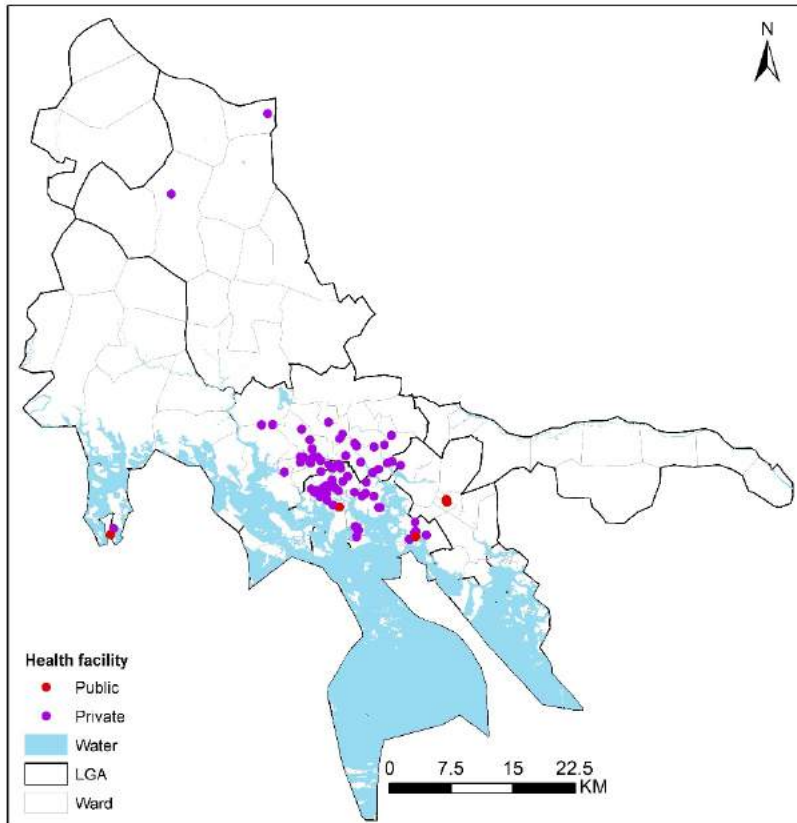 N
Health facility
Public
Private
Water
LGA
Ward
0 7.5 15 22.5
KM